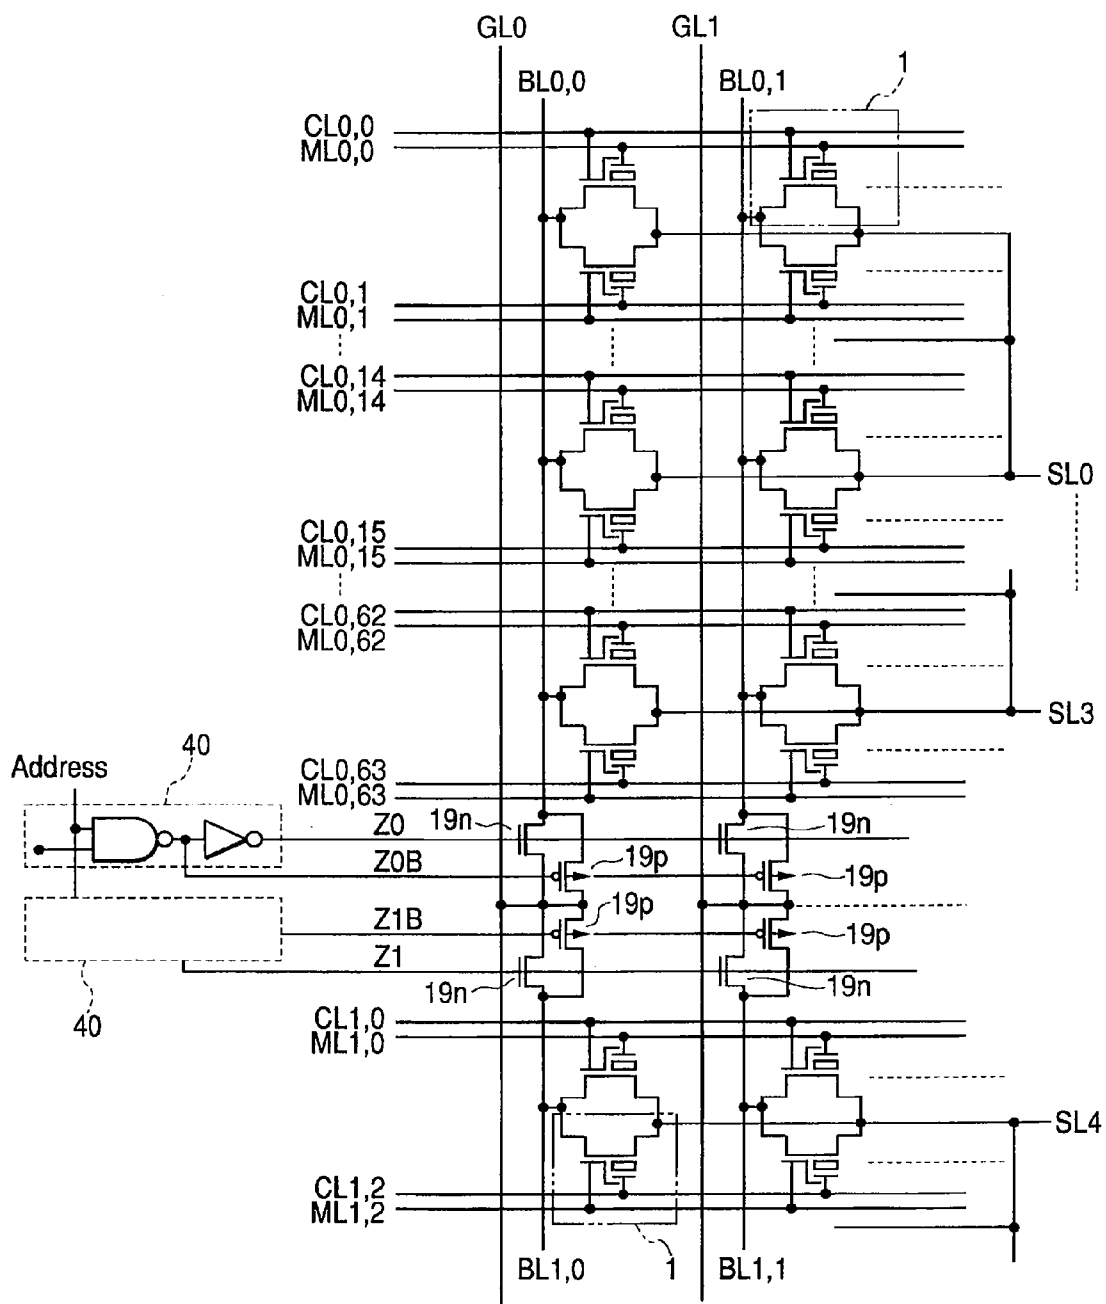 GL0
GL1
BL0,0
BL0,1
1
CL0,0
ML0,0
CL0,1
ML0,1
CL0,14
ML0,14
SL0
CL0,15
ML0,15
CL0,62
ML0,62
SL3
40
Address
CL0,63
ML0,63
19n
19n
Z0
19p
Z0B
19p
19p
Z1B
19p
Z1
19n
19n
40
CL1,0
ML1,0
SL4
CL1,2
ML1,2
BL1,0
1
BL1,1